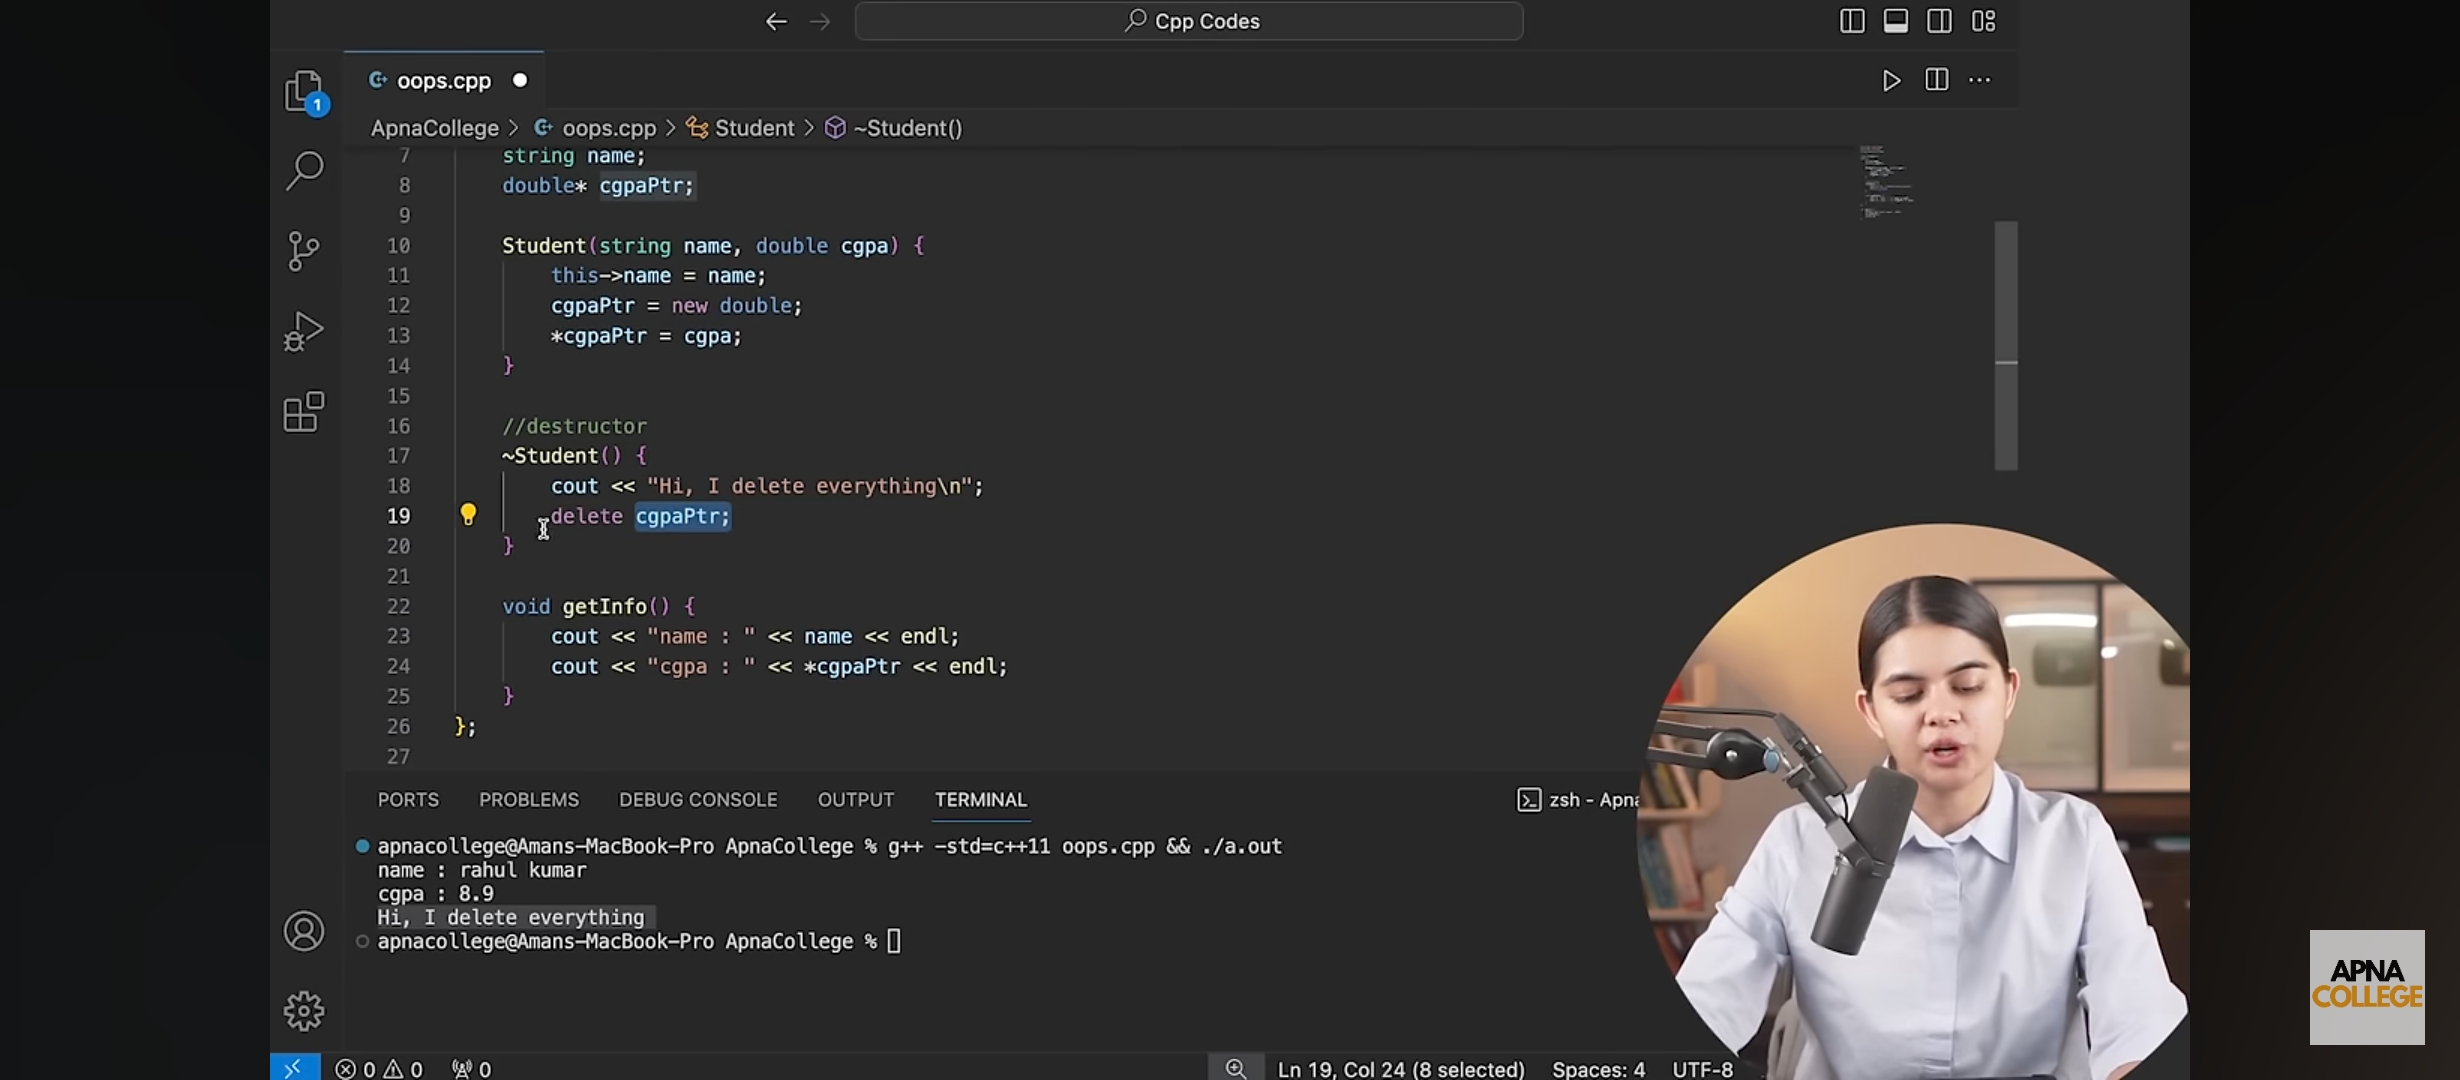 Cpp Codes
oops.cpp
1
ApnaCollege > oops.cpp > Student > ~Student()
7 string name;
8 double* cgpaPtr;
9
10 Student(string name, double cgpa) {
11 this->name = name;
12 cgpaPtr = new double;
13 *cgpaPtr = cgpa;
14 }
15
16 //destructor
17 ~Student() {
18 cout << "Hi, I delete everything\n";
19 delete cgpaPtr;
20 }
21
22 void getInfo() {
23 cout << "name : " << name << endl;
24 cout << "cgpa : " << *cgpaPtr << endl;
25 }
26 };
27
PORTS PROBLEMS DEBUG CONSOLE OUTPUT TERMINAL zsh - Apna
apnacollege@Amans-MacBook-Pro ApnaCollege % g++ -std=c++11 oops.cpp && ./a.out
name : rahul kumar
cgpa : 8.9
Hi, I delete everything
apnacollege@Amans-MacBook-Pro ApnaCollege %
0 0 0 Ln 19, Col 24 (8 selected) Spaces: 4 UTF-8
APNA
COLLEGE